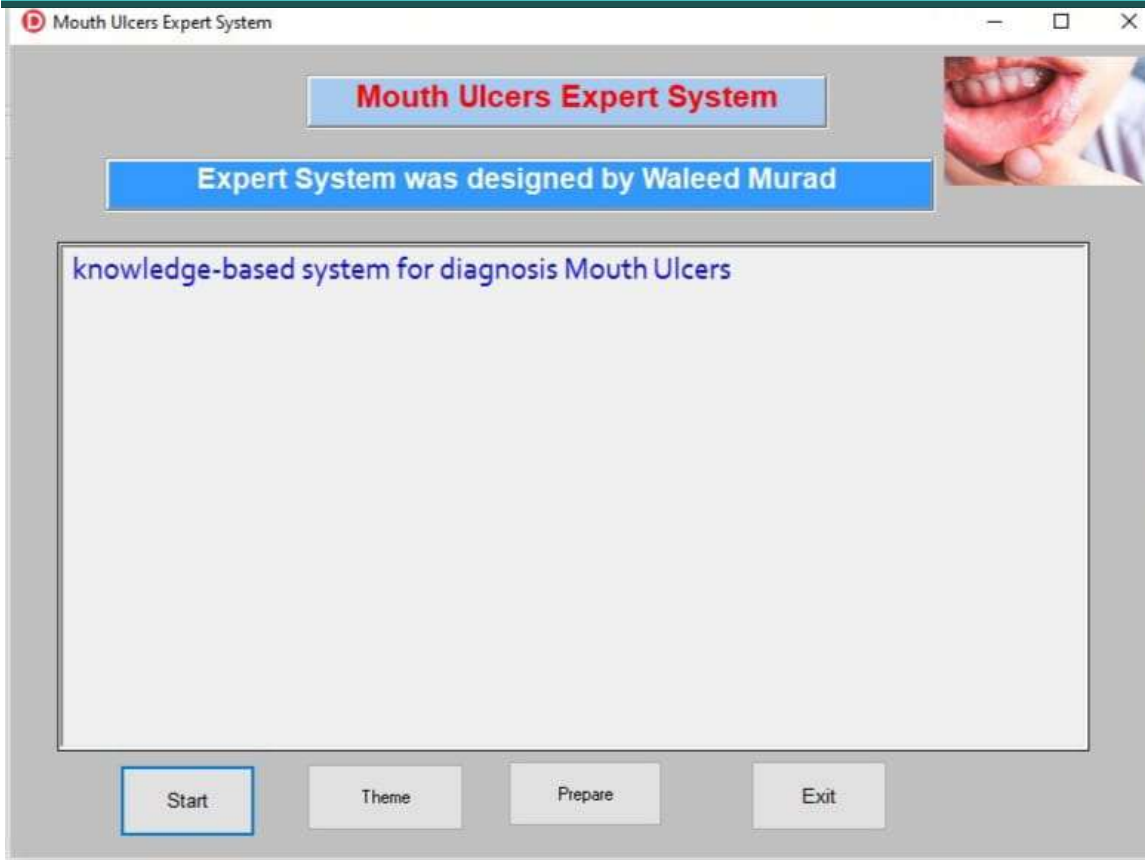 Mouth Ulcers Expert System
Mouth Ulcers Expert System
Expert System was designed by Waleed Murad
knowledge-based system for diagnosis Mouth Ulcers
Start
Theme
Prepare
Exit